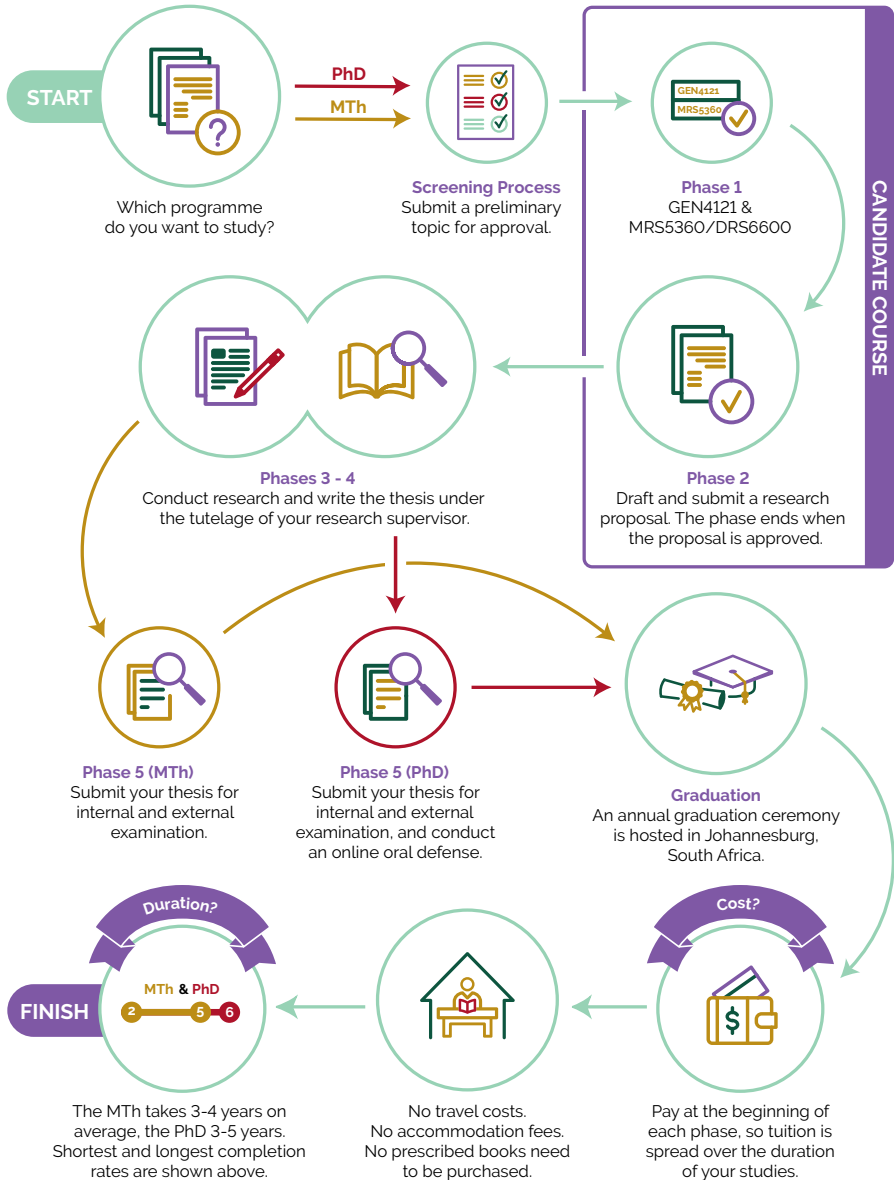 START
PhD
MTh
?
GEN4121
MRS5360
Which programme
do you want to study?
Screening Process
Submit a preliminary
topic for approval.
Phase 1
GEN4121 &
MRS5360/DRS6600
CANDIDATE COURSE
Phases 3 - 4
Conduct research and write the thesis under
the tutelage of your research supervisor.
Phase 2
Draft and submit a research
proposal. The phase ends when
the proposal is approved.
Phase 5 (MTh)
Submit your thesis for
internal and external
examination.
Phase 5 (PhD)
Submit your thesis for
internal and external
examination, and conduct
an online oral defense.
Graduation
An annual graduation ceremony
is hosted in Johannesburg,
South Africa.
Duration?
Cost?
FINISH
MTh & PhD
2 5 6
$
The MTh takes 3-4 years on
average, the PhD 3-5 years.
Shortest and longest completion
rates are shown above.
No travel costs.
No accommodation fees.
No prescribed books need
to be purchased.
Pay at the beginning of
each phase, so tuition is
spread over the duration
of your studies.